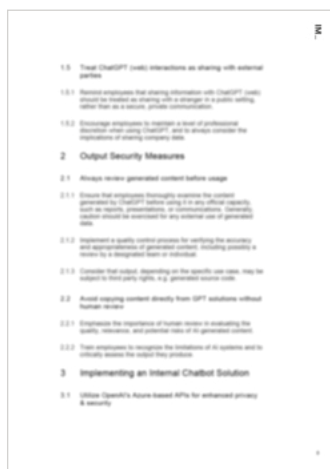 IM..
1.5 Treat ChatGPT (web) interactions as sharing with external
parties
1.5.1 Remind employees that sharing information with ChatGPT (web)
should be treated as sharing with a stranger in a public setting,
rather than as a secure, private communication.
1.5.2 Encourage employees to maintain a level of professional
discretion when using ChatGPT, and to always consider the
implications of sharing company data.
2 Output Security Measures
2.1 Always review generated content before usage
2.1.1 Ensure that employees thoroughly examine the content
generated by ChatGPT before using it in any official capacity,
such as reports, presentations, or communications. Generally,
caution should be exercised for any external use of generated
data.
2.1.2 Implement a quality control process for verifying the accuracy
and appropriateness of generated content, including possibly a
review by a designated team or individual.
2.1.3 Consider that output, depending on the specific use case, may be
subject to third party rights, e.g. generated source code.
2.2 Avoid copying content directly from GPT solutions without
human review
2.2.1 Emphasize the importance of human review in evaluating the
quality, relevance, and potential risks of AI-generated content.
2.2.2 Train employees to recognize the limitations of AI systems and to
critically assess the output they produce.
3 Implementing an Internal Chatbot Solution
3.1 Utilize OpenAI's Azure-based APIs for enhanced privacy
& security